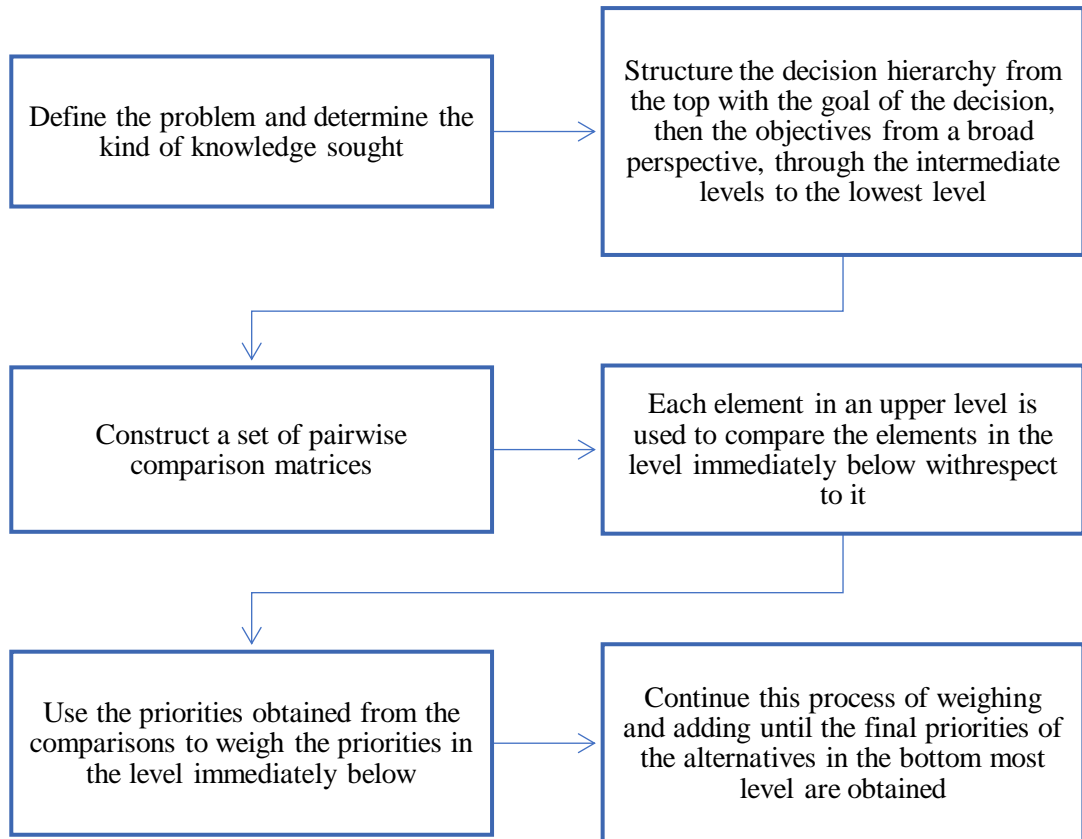 Define the problem and determine the
kind of knowledge sought
Structure the decision hierarchy from
the top with the goal of the decision,
then the objectives from a broad
perspective, through the intermediate
levels to the lowest level
Construct a set of pairwise
comparison matrices
Each element in an upper level is
used to compare the elements in the
level immediately below withrespect
to it
Use the priorities obtained from the
comparisons to weigh the priorities in
the level immediately below
Continue this process of weighing
and adding until the final priorities of
the alternatives in the bottom most
level are obtained